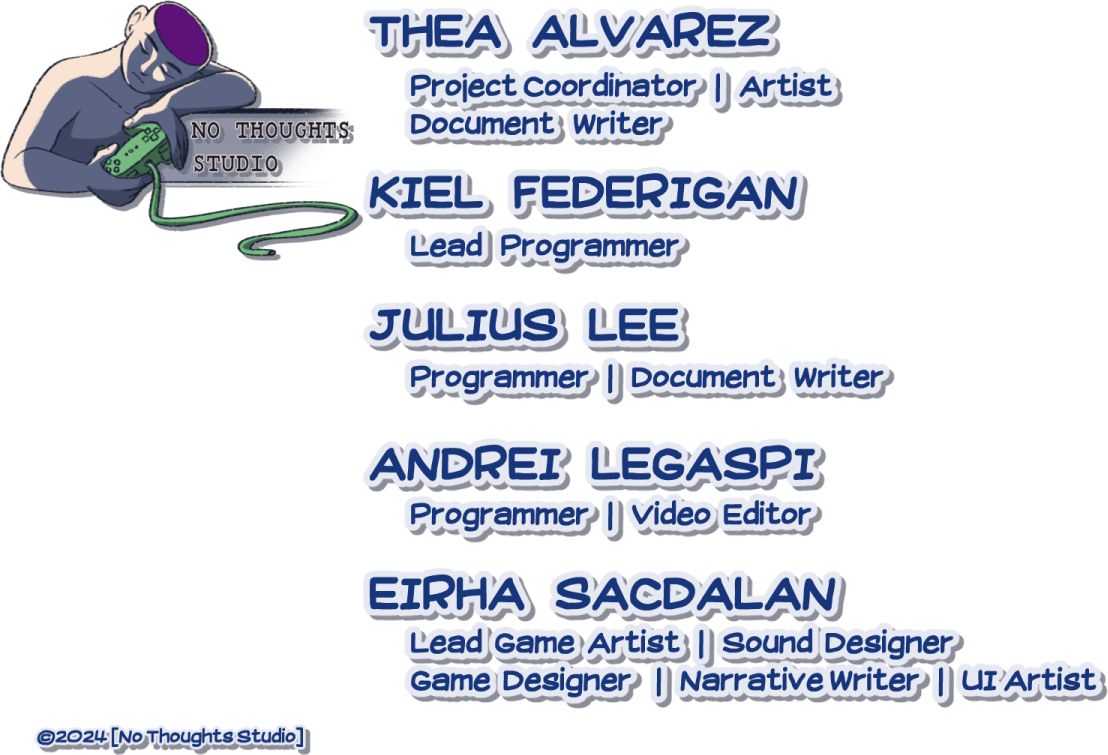 NO THOUGHTS
STUDIO
THEA ALVAREZ
Project Coordinator | Artist
Document Writer
KIEL FEDERIGAN
Lead Programmer
JULIUS LEE
Programmer | Document Writer
ANDREI LEGASPI
Programmer | Video Editor
EIRHA SACDALAN
Lead Game Artist | Sound Designer
Game Designer | Narrative Writer | UI Artist
©2024 [No Thoughts Studio]